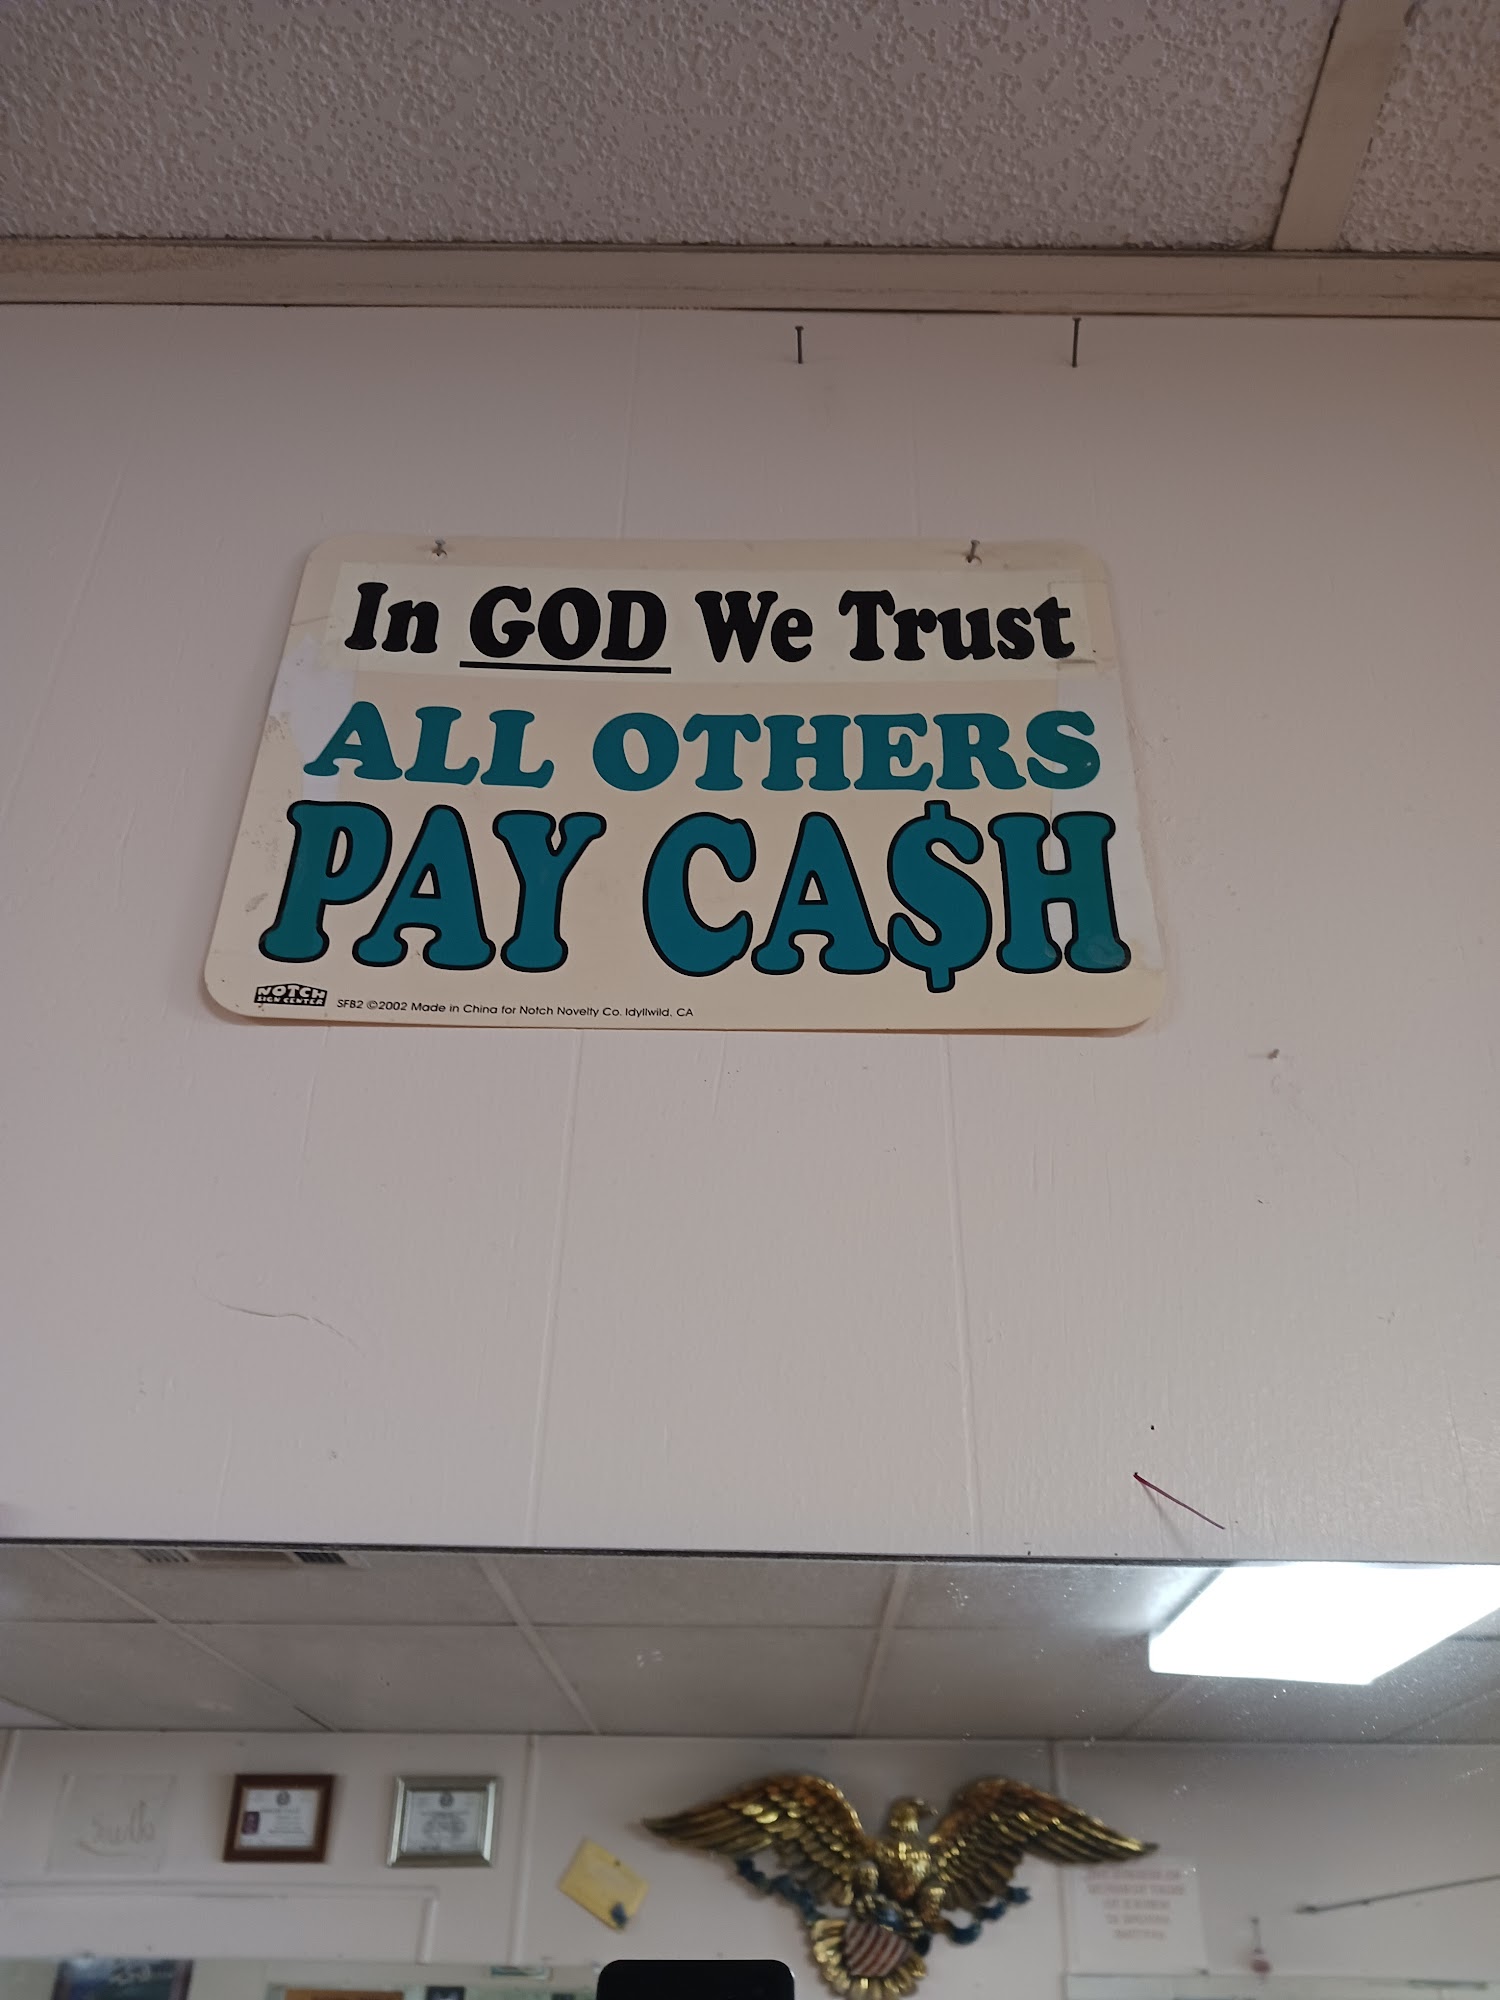 In GOD We Trust
ALL OTHERS
PAY CA$H
NOTCH
SIGN CENTER
SFB2 ©2002 Made in China for Notch Novelty Co. Idyllwild, CA